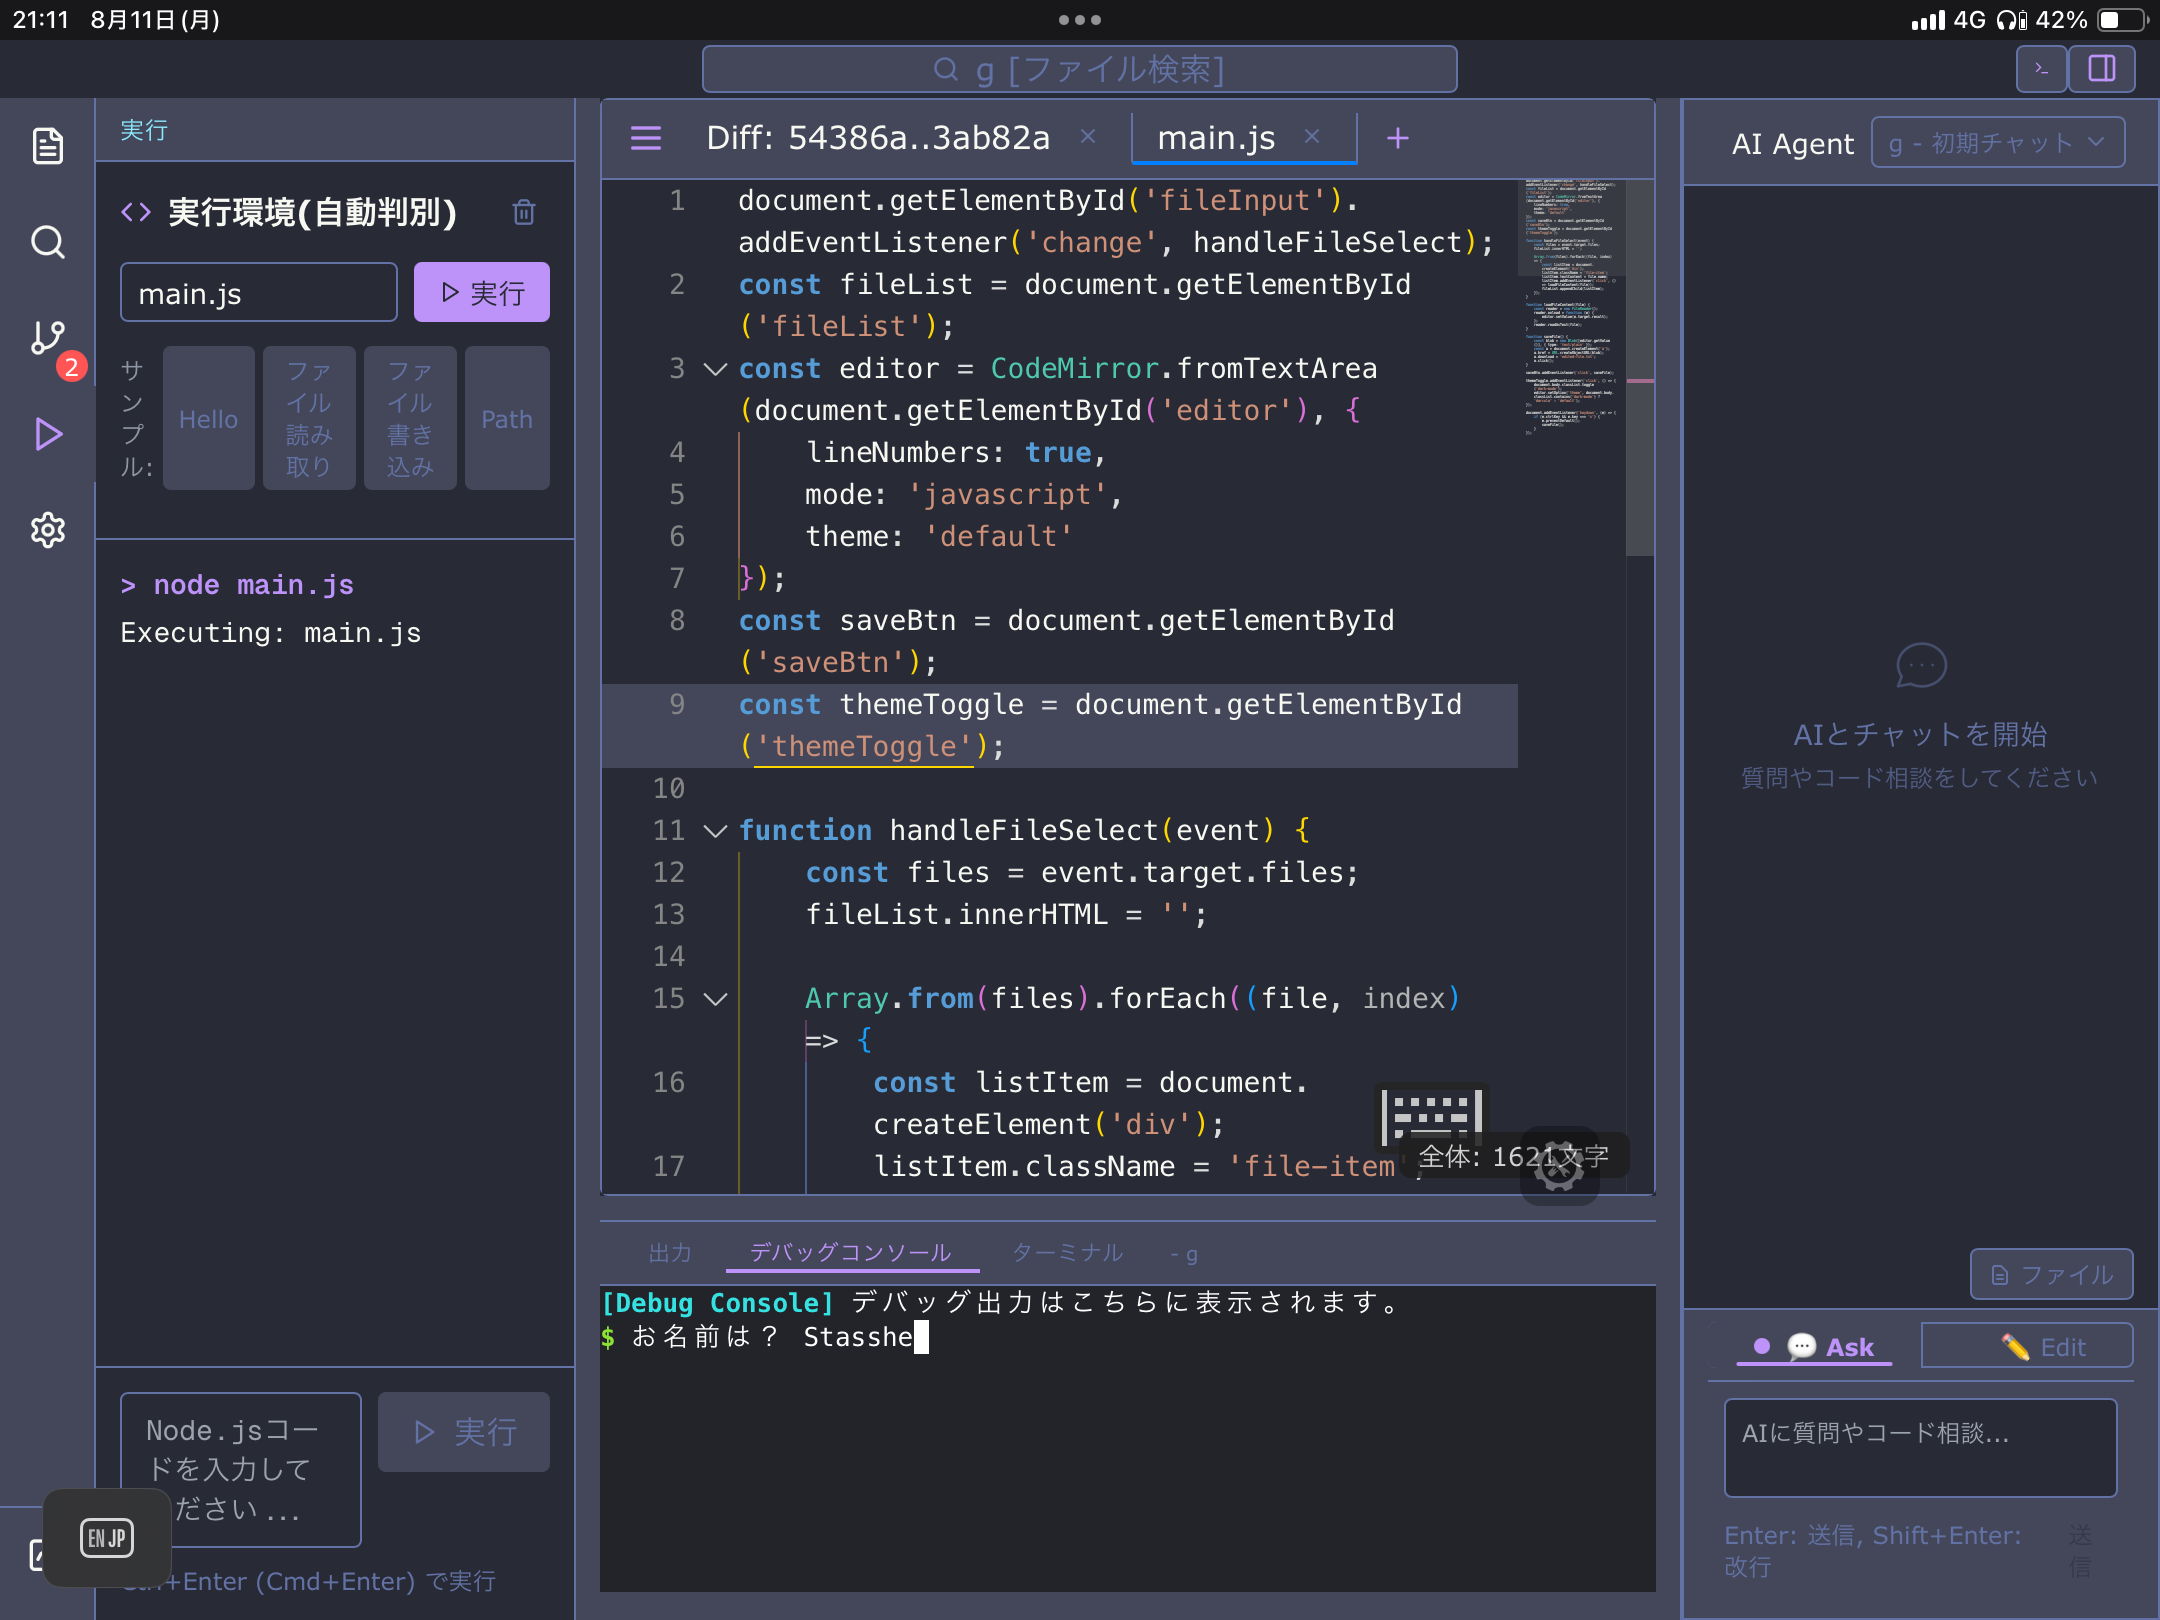 21:11 8月11日(月)
4G 42%
g [ファイル検索]
実行
実行環境(自動判別)
main.js
実行
サンプル:
Hello
ファイル読み取り
ファイル書き込み
Path
2
> node main.js
Executing: main.js
Node.jsコー
ドを入力して
ださい ...
実行
EN JP
+Enter (Cmd+Enter) で実行
Diff: 54386a..3ab82a ×
main.js ×
+
1 document.getElementById('fileInput').
addEventListener('change', handleFileSelect);
2 const fileList = document.getElementById
('fileList');
3 const editor = CodeMirror.fromTextArea
(document.getElementById('editor'), {
4 lineNumbers: true,
5 mode: 'javascript',
6 theme: 'default'
7 });
8 const saveBtn = document.getElementById
('saveBtn');
9 const themeToggle = document.getElementById
('themeToggle');
10
11 function handleFileSelect(event) {
12 const files = event.target.files;
13 fileList.innerHTML = '';
14
15 Array.from(files).forEach((file, index)
=> {
16 const listItem = document.
createElement('div');
17 listItem.className = 'file-item';
全体: 1621文字
出力
デバッグコンソール
ターミナル
- g
[Debug Console] デバッグ出力はこちらに表示されます。
$ お名前は? Stasshe
AI Agent
g - 初期チャット
AIとチャットを開始
質問やコード相談をしてください
ファイル
Ask
Edit
AIに質問やコード相談...
Enter: 送信, Shift+Enter:
改行
送信